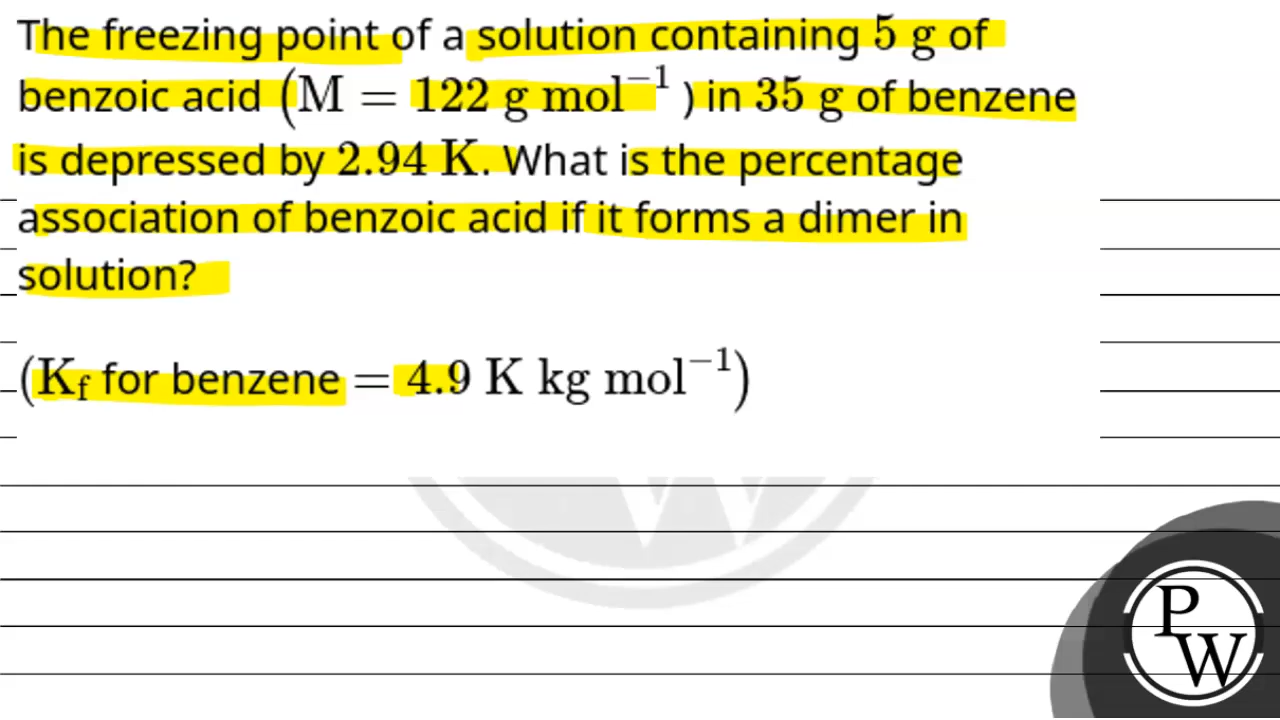 The freezing point of a solution containing 5 g of
benzoic acid (M = 122 g mol⁻¹ ) in 35 g of benzene
is depressed by 2.94 K. What is the percentage
association of benzoic acid if it forms a dimer in
solution?
(K_f for benzene = 4.9 K kg mol⁻¹)
PW